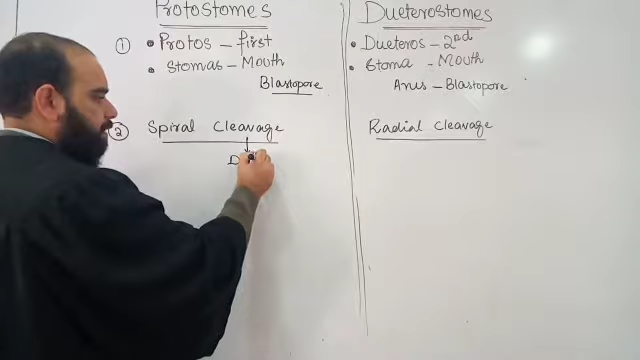 Protostomes
① • Protos - first
• Stomas - Mouth
Blastopore
② Spiral Cleavage
D
Dueterostomes
• Dueteros - 2nd
• Stoma - Mouth
Anus - Blastopore
Radial Cleavage